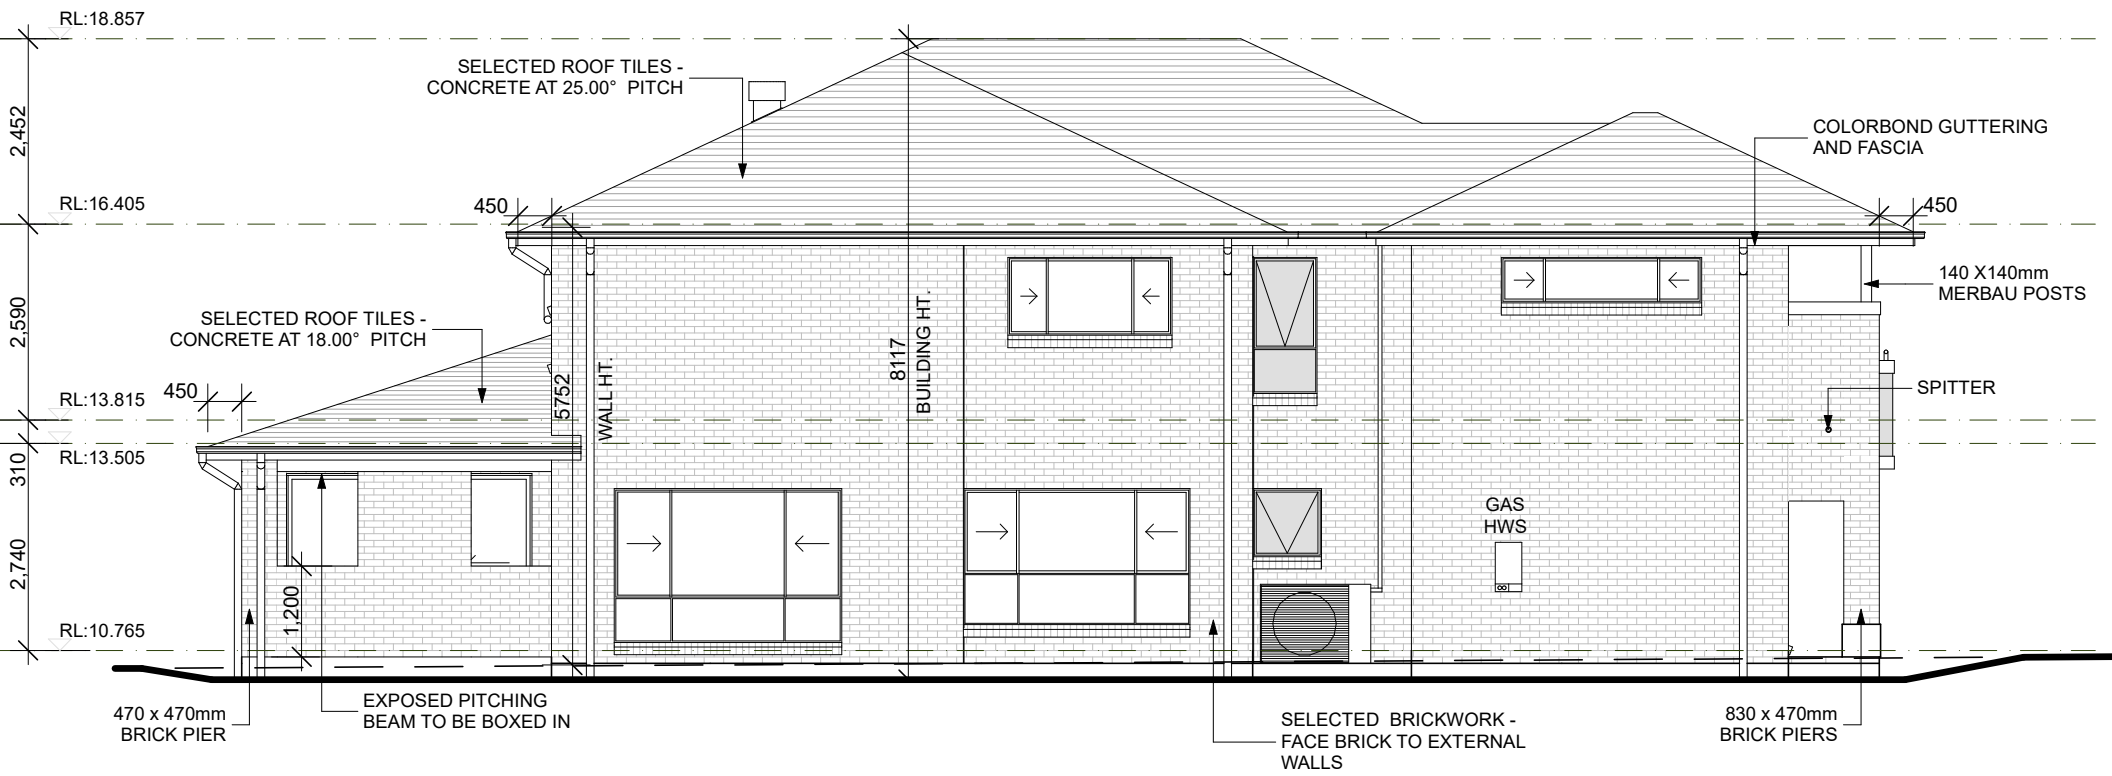 RL:18.857
SELECTED ROOF TILES -
CONCRETE AT 25.00° PITCH
2,452
COLORBOND GUTTERING
AND FASCIA
RL:16.405
450
450
140 X140mm
MERBAU POSTS
2,590
SELECTED ROOF TILES -
CONCRETE AT 18.00° PITCH
5752
WALL HT.
8117
BUILDING HT.
450
SPITTER
RL:13.815
RL:13.505
310
GAS
HWS
2,740
1,200
RL:10.765
EXPOSED PITCHING
BEAM TO BE BOXED IN
470 x 470mm
BRICK PIER
SELECTED BRICKWORK -
FACE BRICK TO EXTERNAL
WALLS
830 x 470mm
BRICK PIERS